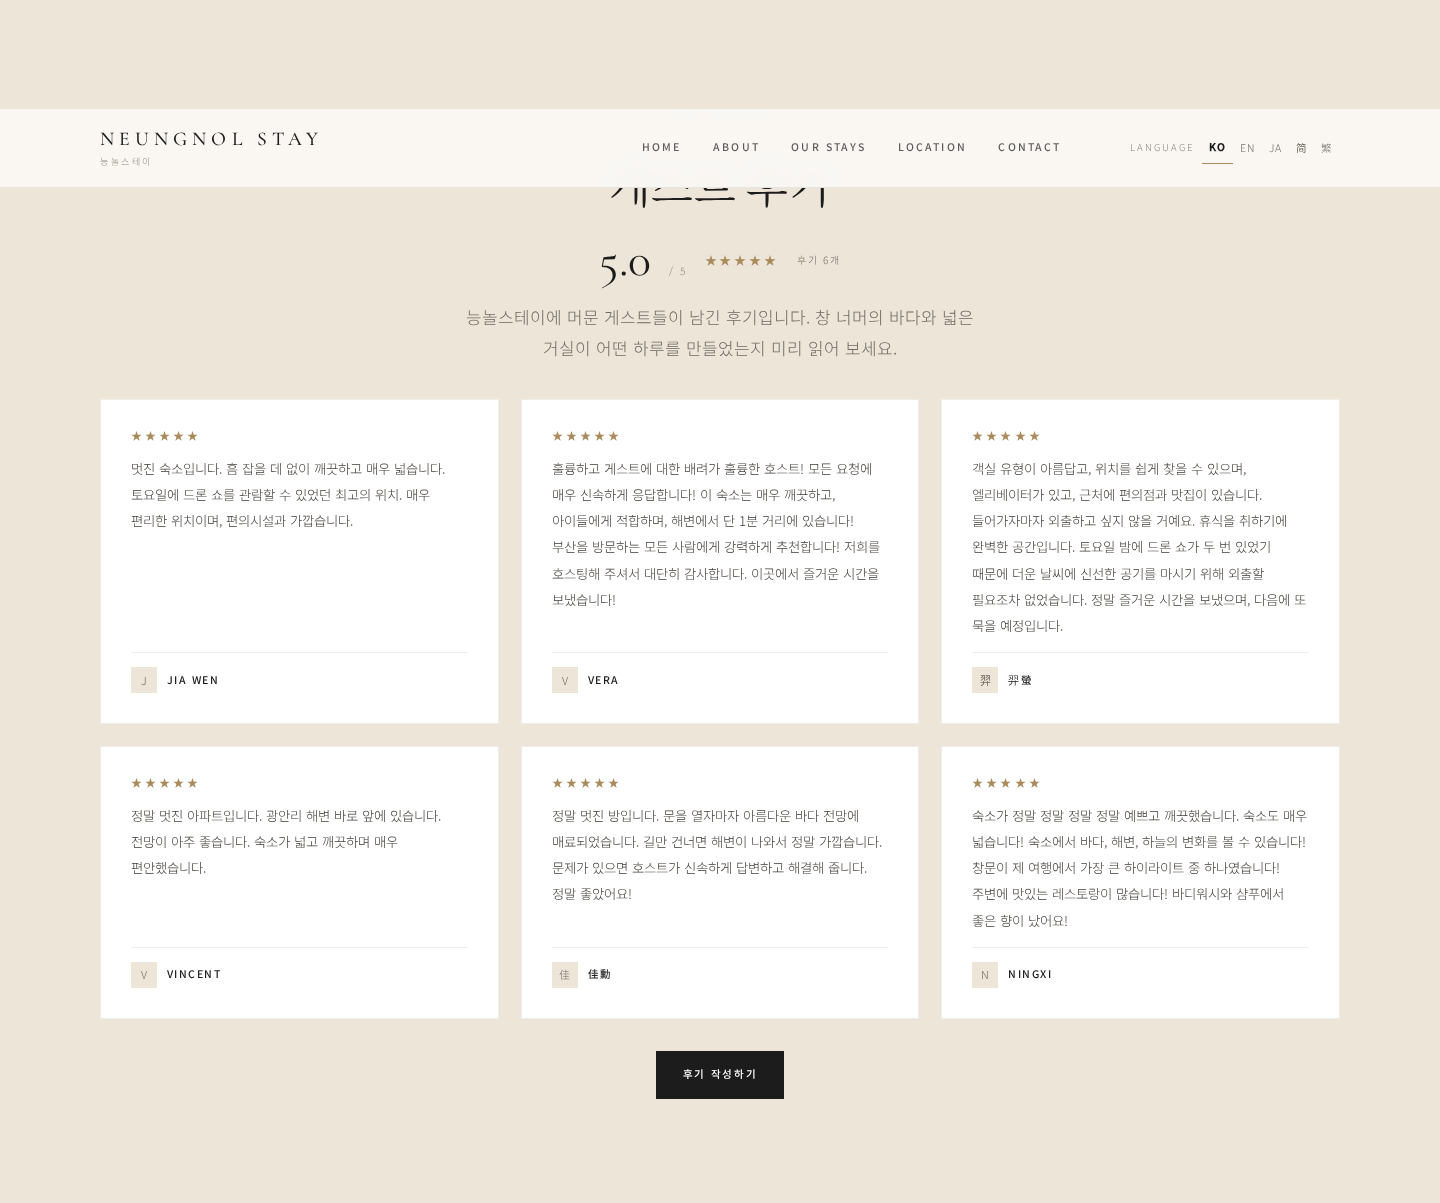 NEUNGNOL STAY
능놀스테이
HOME ABOUT OUR STAYS LOCATION CONTACT LANGUAGE KO EN JA 简 繁
게스트 후기
5.0 / 5 ★★★★★ 후기 6개
능놀스테이에 머문 게스트들이 남긴 후기입니다. 창 너머의 바다와 넓은
거실이 어떤 하루를 만들었는지 미리 읽어 보세요.
★★★★★
멋진 숙소입니다. 흠 잡을 데 없이 깨끗하고 매우 넓습니다.
토요일에 드론 쇼를 관람할 수 있었던 최고의 위치. 매우
편리한 위치이며, 편의시설과 가깝습니다.
J JIA WEN
★★★★★
훌륭하고 게스트에 대한 배려가 훌륭한 호스트! 모든 요청에
매우 신속하게 응답합니다! 이 숙소는 매우 깨끗하고,
아이들에게 적합하며, 해변에서 단 1분 거리에 있습니다!
부산을 방문하는 모든 사람에게 강력하게 추천합니다! 저희를
호스팅해 주셔서 대단히 감사합니다. 이곳에서 즐거운 시간을
보냈습니다!
V VERA
★★★★★
객실 유형이 아름답고, 위치를 쉽게 찾을 수 있으며,
엘리베이터가 있고, 근처에 편의점과 맛집이 있습니다.
들어가자마자 외출하고 싶지 않을 거예요. 휴식을 취하기에
완벽한 공간입니다. 토요일 밤에 드론 쇼가 두 번 있었기
때문에 더운 날씨에 신선한 공기를 마시기 위해 외출할
필요조차 없었습니다. 정말 즐거운 시간을 보냈으며, 다음에 또
묵을 예정입니다.
羿 羿螢
★★★★★
정말 멋진 아파트입니다. 광안리 해변 바로 앞에 있습니다.
전망이 아주 좋습니다. 숙소가 넓고 깨끗하며 매우
편안했습니다.
V VINCENT
★★★★★
정말 멋진 방입니다. 문을 열자마자 아름다운 바다 전망에
매료되었습니다. 길만 건너면 해변이 나와서 정말 가깝습니다.
문제가 있으면 호스트가 신속하게 답변하고 해결해 줍니다.
정말 좋았어요!
佳 佳勳
★★★★★
숙소가 정말 정말 정말 정말 예쁘고 깨끗했습니다. 숙소도 매우
넓습니다! 숙소에서 바다, 해변, 하늘의 변화를 볼 수 있습니다!
창문이 제 여행에서 가장 큰 하이라이트 중 하나였습니다!
주변에 맛있는 레스토랑이 많습니다! 바디워시와 샴푸에서
좋은 향이 났어요!
N NINGXI
후기 작성하기